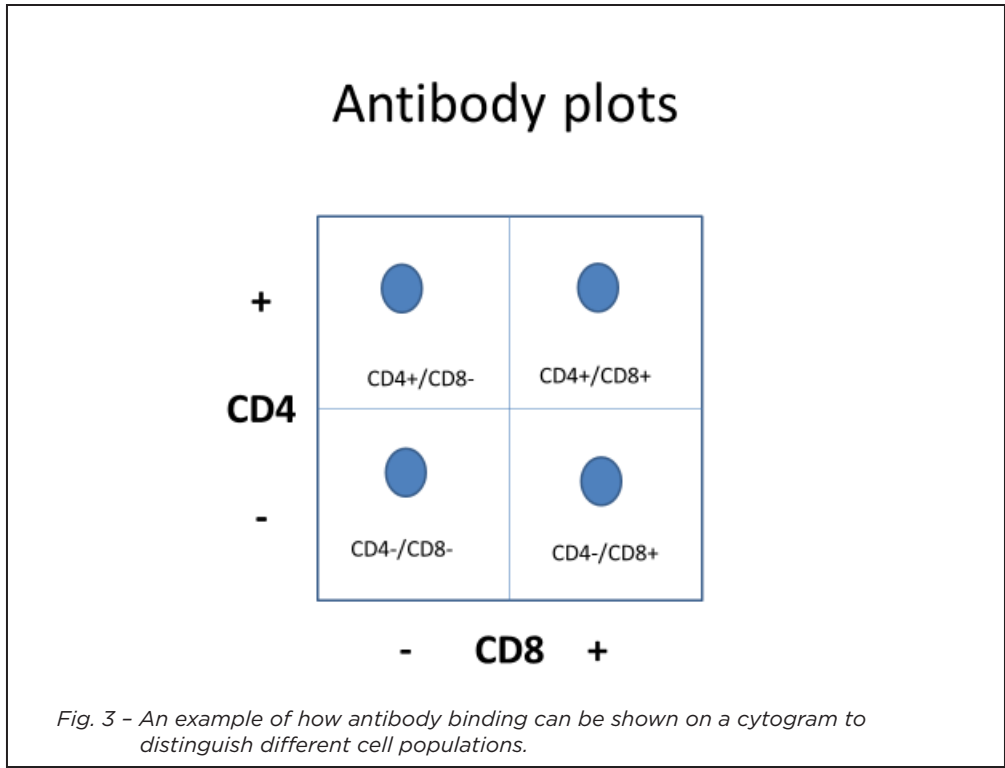 Antibody plots
+
CD4+/CD8-
CD4+/CD8+
CD4
-
CD4-/CD8-
CD4-/CD8+
- CD8 +
Fig. 3 – An example of how antibody binding can be shown on a cytogram to
distinguish different cell populations.